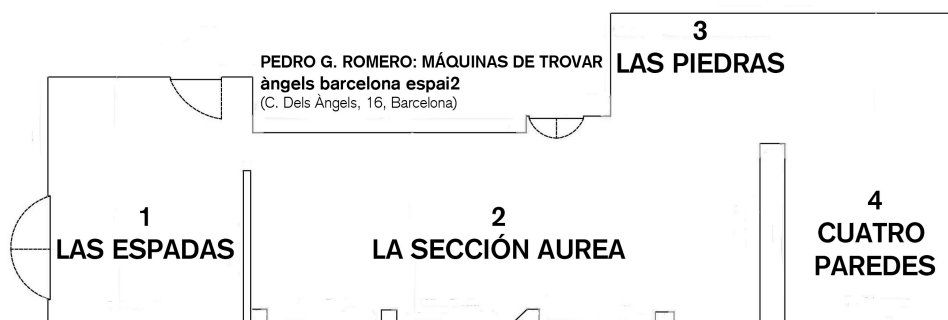 PEDRO G. ROMERO: MÁQUINAS DE TROVAR
àngels barcelona espai2
(C. Dels Àngels, 16, Barcelona)
3
LAS PIEDRAS
1
LAS ESPADAS
2
LA SECCIÓN AUREA
4
CUATRO
PAREDES